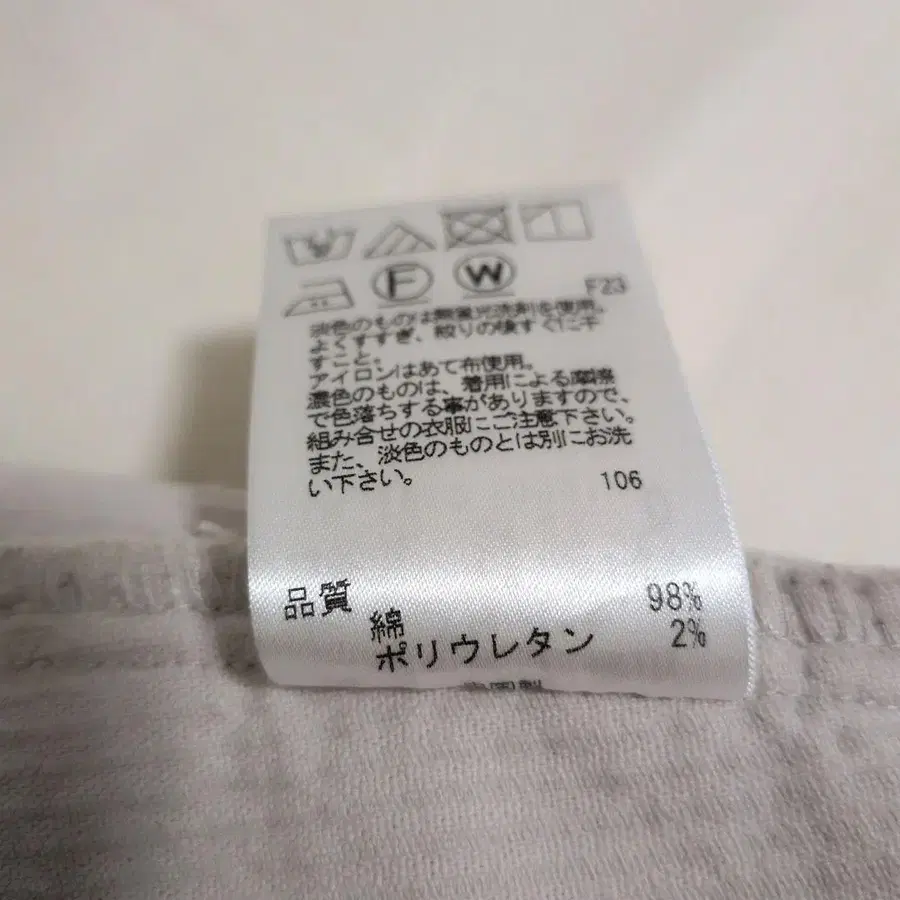 F W
F23
淡色のものは無蛍光洗剤を使用。
よくすすぎ、絞りの後すぐに干
すこと。
アイロンはあて布使用。
濃色のものは、着用による摩擦
で色落ちする事がありますので、
組み合せの衣服にご注意下さい。
また、淡色のものとは別にお洗
い下さい。 106
品質
綿 98%
ポリウレタン 2%
中国製